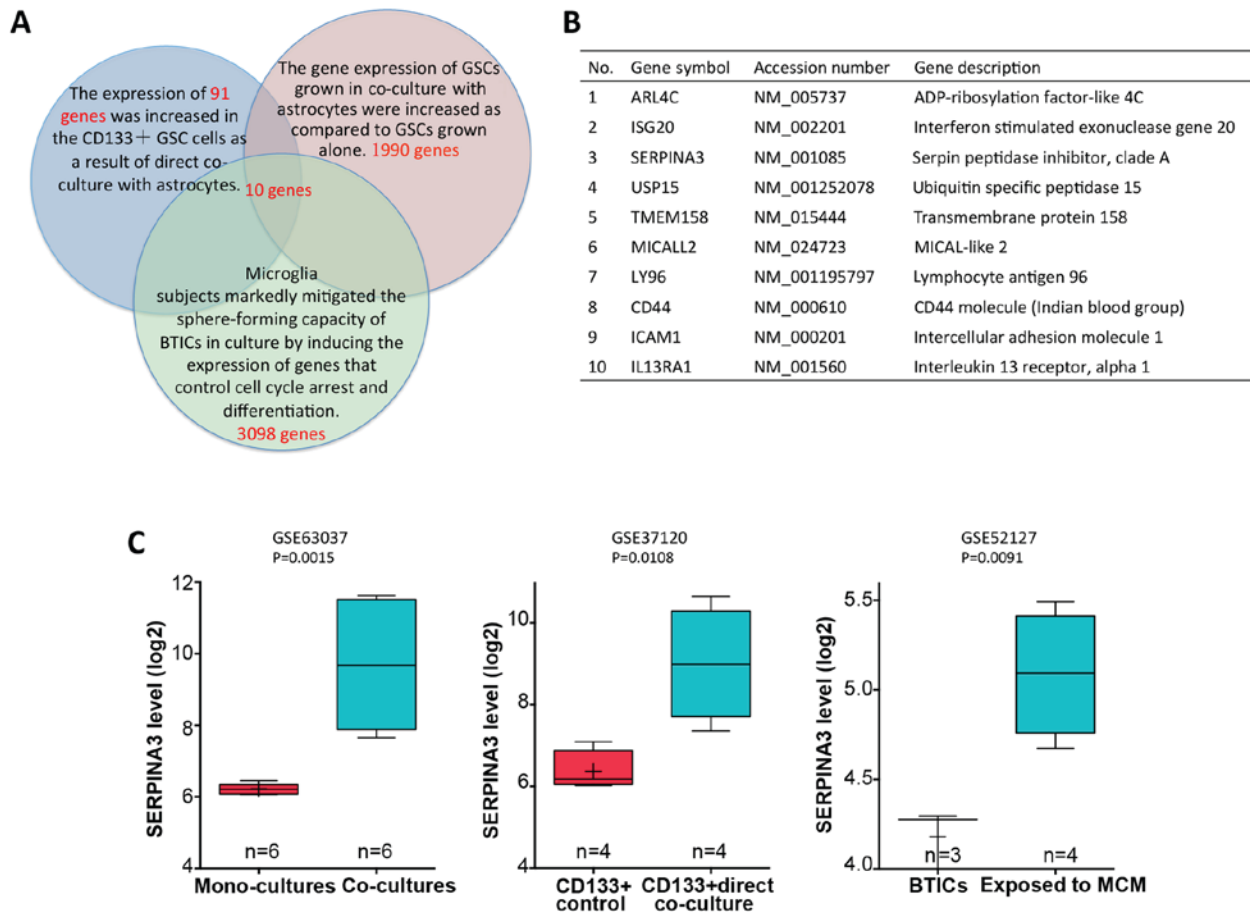 A
The expression of 91
genes was increased in
the CD133+ GSC cells as
a result of direct co-
culture with astrocytes.
The gene expression of GSCs
grown in co-culture with
astrocytes were increased as
compared to GSCs grown
alone. 1990 genes
10 genes
Microglia
subjects markedly mitigated the
sphere-forming capacity of
BTICs in culture by inducing the
expression of genes that
control cell cycle arrest and
differentiation.
3098 genes
B
No. Gene symbol Accession number Gene description
1 ARL4C NM_005737 ADP-ribosylation factor-like 4C
2 ISG20 NM_002201 Interferon stimulated exonuclease gene 20
3 SERPINA3 NM_001085 Serpin peptidase inhibitor, clade A
4 USP15 NM_001252078 Ubiquitin specific peptidase 15
5 TMEM158 NM_015444 Transmembrane protein 158
6 MICALL2 NM_024723 MICAL-like 2
7 LY96 NM_001195797 Lymphocyte antigen 96
8 CD44 NM_000610 CD44 molecule (Indian blood group)
9 ICAM1 NM_000201 Intercellular adhesion molecule 1
10 IL13RA1 NM_001560 Interleukin 13 receptor, alpha 1
C
GSE63037
P=0.0015
SERPINA3 level (log2)
12
10
8
6
4
n=6 n=6
Mono-cultures Co-cultures
GSE37120
P=0.0108
SERPINA3 level (log2)
10
8
6
4
n=4 n=4
CD133+ control
CD133+direct co-culture
GSE52127
P=0.0091
SERPINA3 level (log2)
5.5
5.0
4.5
4.0
n=3 n=4
BTICs Exposed to MCM